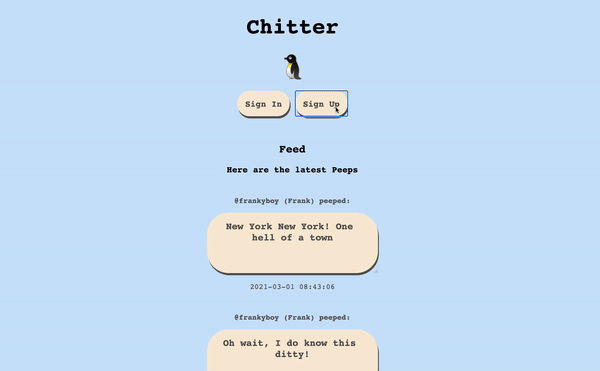 Chitter
Sign In
Sign Up
Feed
Here are the latest Peeps
@frankyboy (Frank) peeped:
New York New York! One
hell of a town
2021-03-01 08:43:06
@frankyboy (Frank) peeped:
Oh wait, I do know this
ditty!